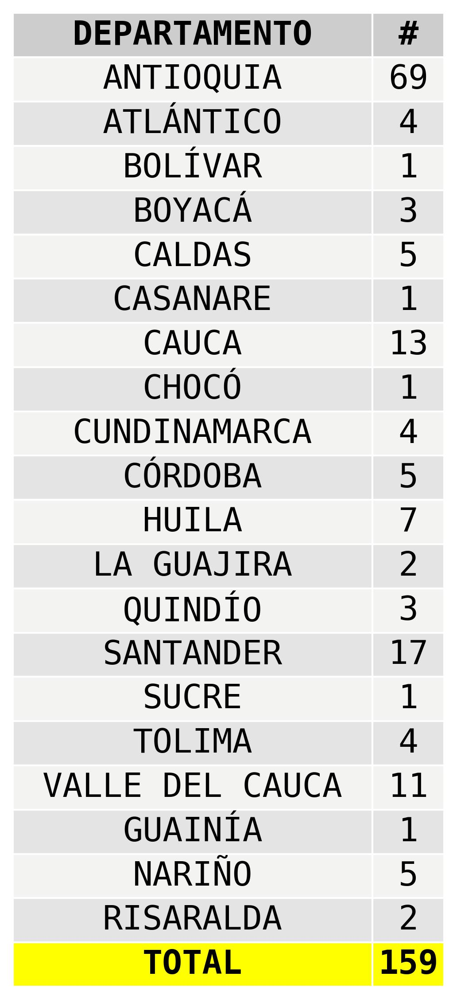 DEPARTAMENTO #
ANTIOQUIA 69
ATLÁNTICO 4
BOLÍVAR 1
BOYACÁ 3
CALDAS 5
CASANARE 1
CAUCA 13
CHOCÓ 1
CUNDINAMARCA 4
CÓRDOBA 5
HUILA 7
LA GUAJIRA 2
QUINDÍO 3
SANTANDER 17
SUCRE 1
TOLIMA 4
VALLE DEL CAUCA 11
GUAINÍA 1
NARIÑO 5
RISARALDA 2
TOTAL 159